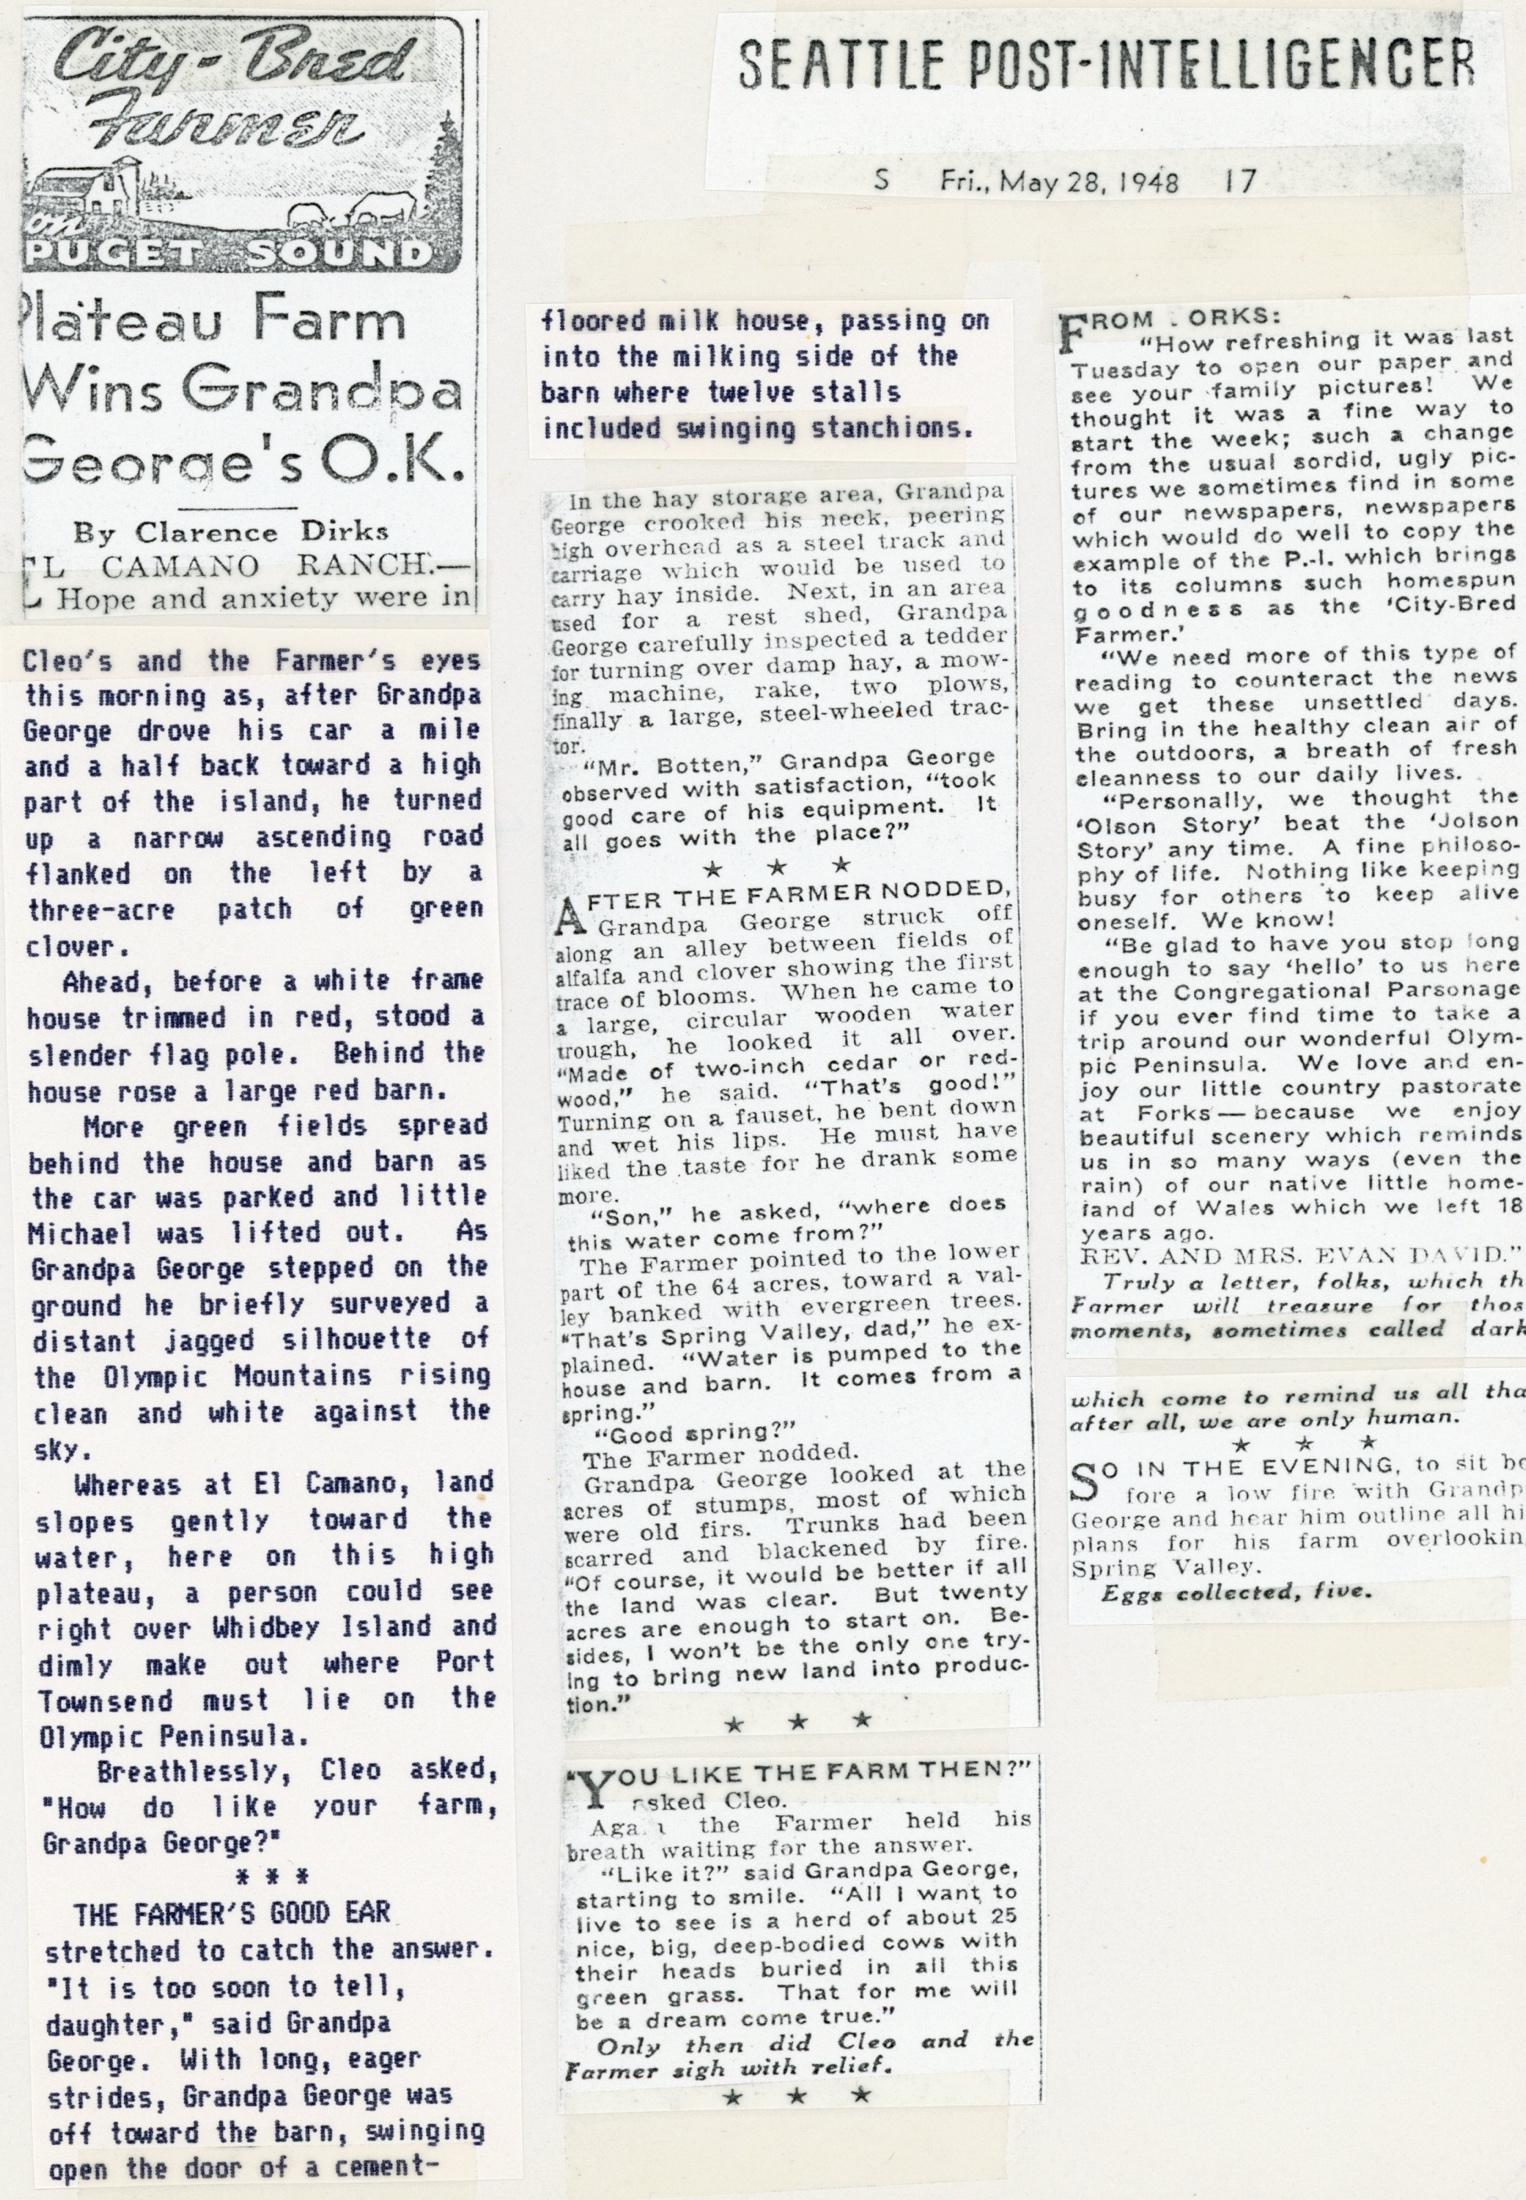 City-Bred
Farmer
on
PUGET SOUND
Plateau Farm
Wins Grandpa
George's O.K.
By Clarence Dirks
EL CAMANO RANCH.—
Hope and anxiety were in
Cleo's and the Farmer's eyes
this morning as, after Grandpa
George drove his car a mile
and a half back toward a high
part of the island, he turned
up a narrow ascending road
flanked on the left by a
three-acre patch of green
clover.
Ahead, before a white frame
house trimmed in red, stood a
slender flag pole. Behind the
house rose a large red barn.
More green fields spread
behind the house and barn as
the car was parked and little
Michael was lifted out. As
Grandpa George stepped on the
ground he briefly surveyed a
distant jagged silhouette of
the Olympic Mountains rising
clean and white against the
sky.
Whereas at El Camano, land
slopes gently toward the
water, here on this high
plateau, a person could see
right over Whidbey Island and
dimly make out where Port
Townsend must lie on the
Olympic Peninsula.
Breathlessly, Cleo asked,
"How do like your farm,
Grandpa George?"
* * *
THE FARMER'S GOOD EAR
stretched to catch the answer.
"It is too soon to tell,
daughter," said Grandpa
George. With long, eager
strides, Grandpa George was
off toward the barn, swinging
open the door of a cement-
SEATTLE POST-INTELLIGENCER
S Fri., May 28, 1948 17
floored milk house, passing on
into the milking side of the
barn where twelve stalls
included swinging stanchions.
In the hay storage area, Grandpa
George crooked his neck, peering
high overhead as a steel track and
carriage which would be used to
carry hay inside. Next, in an area
used for a rest shed, Grandpa
George carefully inspected a tedder
for turning over damp hay, a mow-
ing machine, rake, two plows,
finally a large, steel-wheeled trac-
tor.
"Mr. Botten," Grandpa George
observed with satisfaction, "took
good care of his equipment. It
all goes with the place?"
★ ★ ★
AFTER THE FARMER NODDED,
Grandpa George struck off
along an alley between fields of
alfalfa and clover showing the first
trace of blooms. When he came to
a large, circular wooden water
trough, he looked it all over.
"Made of two-inch cedar or red-
wood," he said. "That's good!"
Turning on a fauset, he bent down
and wet his lips. He must have
liked the taste for he drank some
more.
"Son," he asked, "where does
this water come from?"
The Farmer pointed to the lower
part of the 64 acres, toward a val-
ley banked with evergreen trees.
"That's Spring Valley, dad," he ex-
plained. "Water is pumped to the
house and barn. It comes from a
spring."
"Good spring?"
The Farmer nodded.
Grandpa George looked at the
acres of stumps, most of which
were old firs. Trunks had been
scarred and blackened by fire.
"Of course, it would be better if all
the land was clear. But twenty
acres are enough to start on. Be-
sides, I won't be the only one try-
ing to bring new land into produc-
tion."
★ ★ ★
"YOU LIKE THE FARM THEN?"
asked Cleo.
Again the Farmer held his
breath waiting for the answer.
"Like it?" said Grandpa George,
starting to smile. "All I want to
live to see is a herd of about 25
nice, big, deep-bodied cows with
their heads buried in all this
green grass. That for me will
be a dream come true."
Only then did Cleo and the
Farmer sigh with relief.
★ ★ ★
FROM FORKS:
"How refreshing it was last
Tuesday to open our paper and
see your family pictures! We
thought it was a fine way to
start the week; such a change
from the usual sordid, ugly pic-
tures we sometimes find in some
of our newspapers, newspapers
which would do well to copy the
example of the P.-I. which brings
to its columns such homespun
goodness as the 'City-Bred
Farmer.'
"We need more of this type of
reading to counteract the news
we get these unsettled days.
Bring in the healthy clean air of
the outdoors, a breath of fresh
cleanness to our daily lives.
"Personally, we thought the
'Olson Story' beat the 'Jolson
Story' any time. A fine philoso-
phy of life. Nothing like keeping
busy for others to keep alive
oneself. We know!
"Be glad to have you stop long
enough to say 'hello' to us here
at the Congregational Parsonage
if you ever find time to take a
trip around our wonderful Olym-
pic Peninsula. We love and en-
joy our little country pastorate
at Forks—because we enjoy
beautiful scenery which reminds
us in so many ways (even the
rain) of our native little home-
land of Wales which we left 18
years ago.
REV. AND MRS. EVAN DAVID."
Truly a letter, folks, which th
Farmer will treasure for thos
moments, sometimes called dark
which come to remind us all tha
after all, we are only human.
★ ★ ★
SO IN THE EVENING, to sit be
fore a low fire with Grandp
George and hear him outline all hi
plans for his farm overlookin
Spring Valley.
Eggs collected, five.